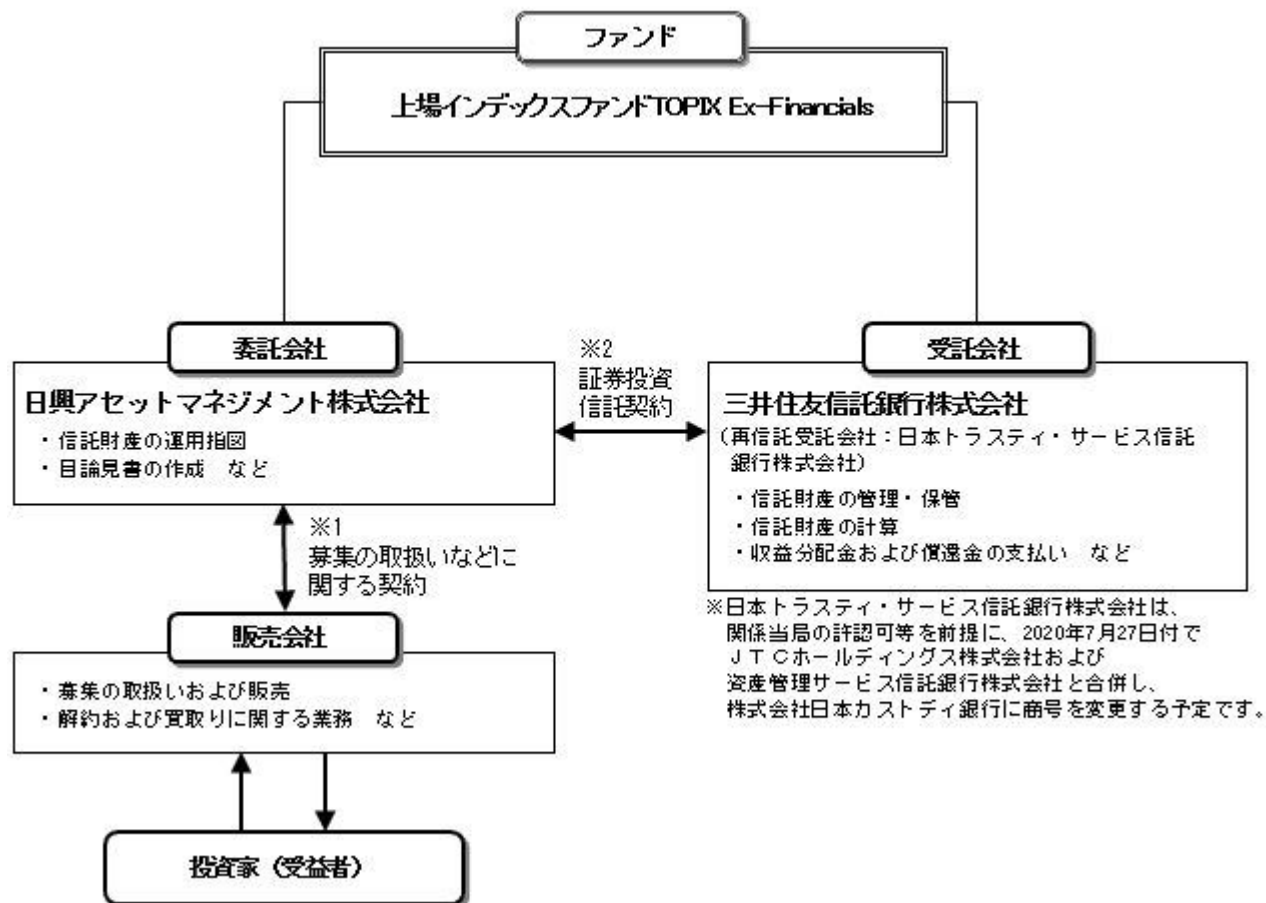 ファンド
上場インデックスファンドTOPIX Ex-Financials
委託会社
日興アセットマネジメント株式会社
・信託財産の運用指図
・目論見書の作成 など
※2
証券投資
信託契約
受託会社
三井住友信託銀行株式会社
(再信託受託会社:日本トラスティ・サービス信託
銀行株式会社)
・信託財産の管理・保管
・信託財産の計算
・収益分配金および償還金の支払い など
※1
募集の取扱いなどに
関する契約
※日本トラスティ・サービス信託銀行株式会社は、
関係当局の許認可等を前提に、2020年7月27日付で
JTCホールディングス株式会社および
資産管理サービス信託銀行株式会社と合併し、
株式会社日本カストディ銀行に商号を変更する予定です。
販売会社
・募集の取扱いおよび販売
・解約および買取りに関する業務 など
投資家(受益者)